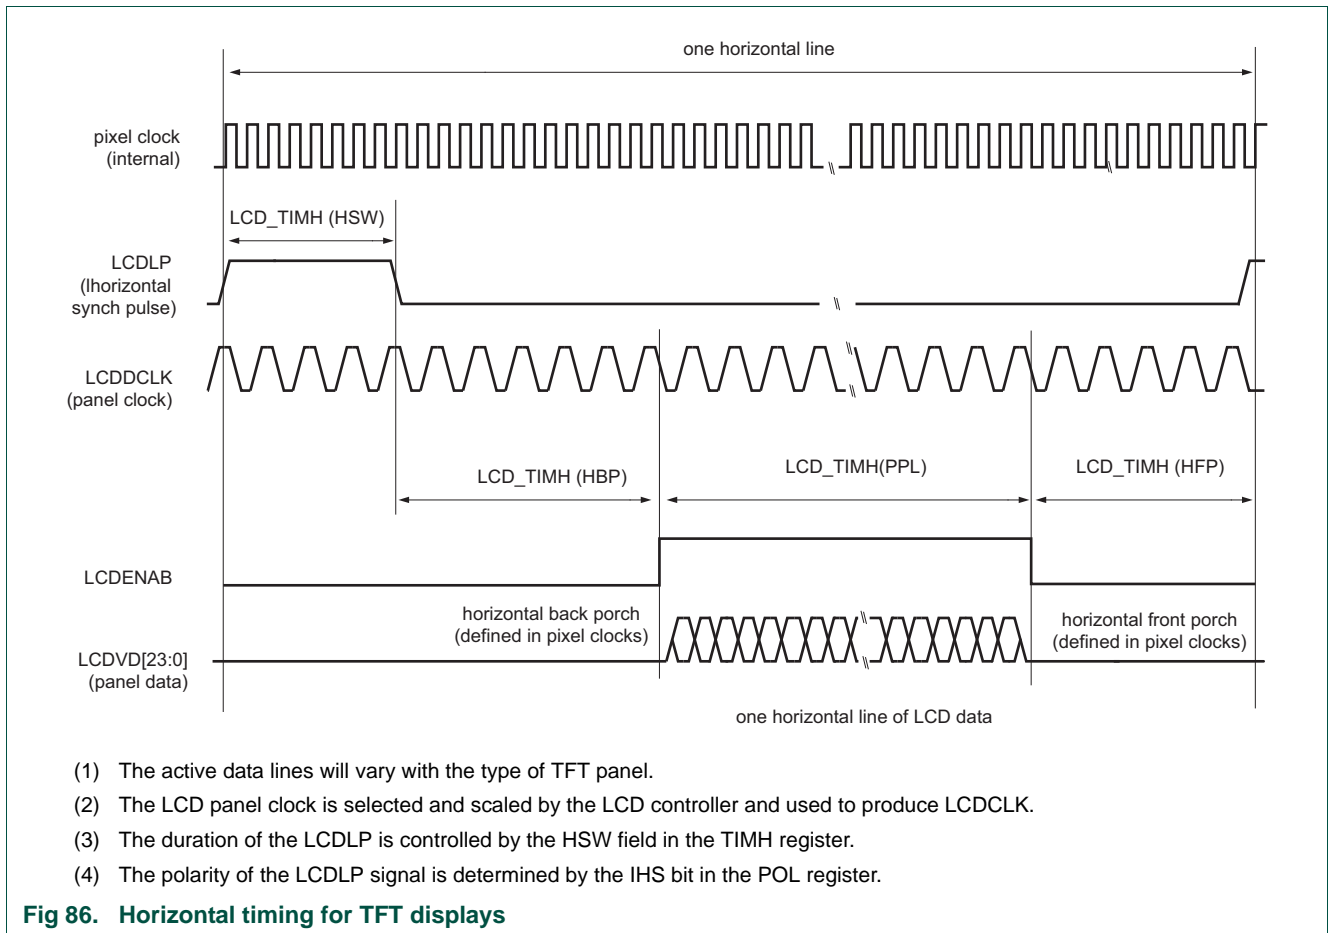 one horizontal line
pixel clock
(internal)
LCD_TIMH (HSW)
LCDLP
(lhorizontal
synch pulse)
LCDDCLK
(panel clock)
LCD_TIMH (HBP)
LCD_TIMH(PPL)
LCD_TIMH (HFP)
LCDENAB
horizontal back porch
(defined in pixel clocks)
horizontal front porch
(defined in pixel clocks)
LCDVD[23:0]
(panel data)
one horizontal line of LCD data
(1) The active data lines will vary with the type of TFT panel.
(2) The LCD panel clock is selected and scaled by the LCD controller and used to produce LCDCLK.
(3) The duration of the LCDLP is controlled by the HSW field in the TIMH register.
(4) The polarity of the LCDLP signal is determined by the IHS bit in the POL register.
Fig 86. Horizontal timing for TFT displays